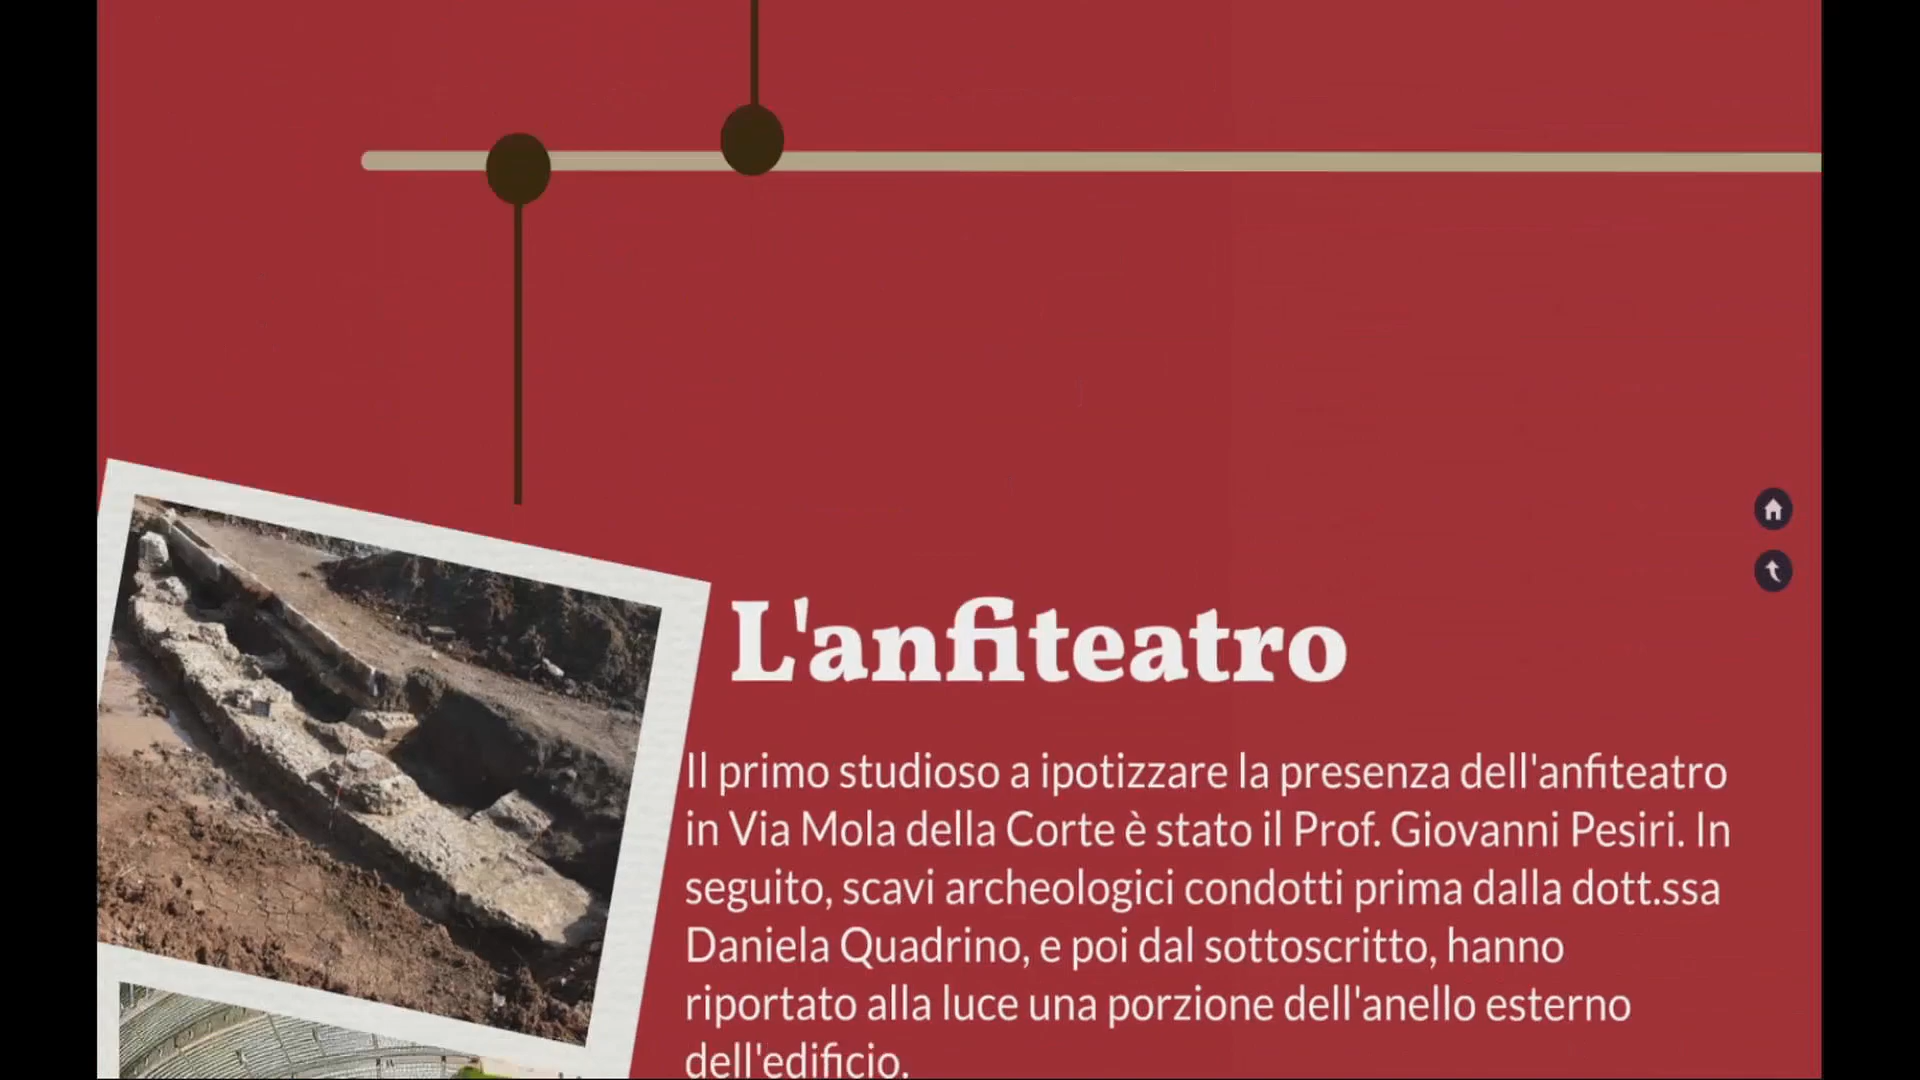 L'anfiteatro
Il primo studioso a ipotizzare la presenza dell'anfiteatro
in Via Mola della Corte è stato il Prof. Giovanni Pesiri. In
seguito, scavi archeologici condotti prima dalla dott.ssa
Daniela Quadrino, e poi dal sottoscritto, hanno
riportato alla luce una porzione dell'anello esterno
dell'edificio.